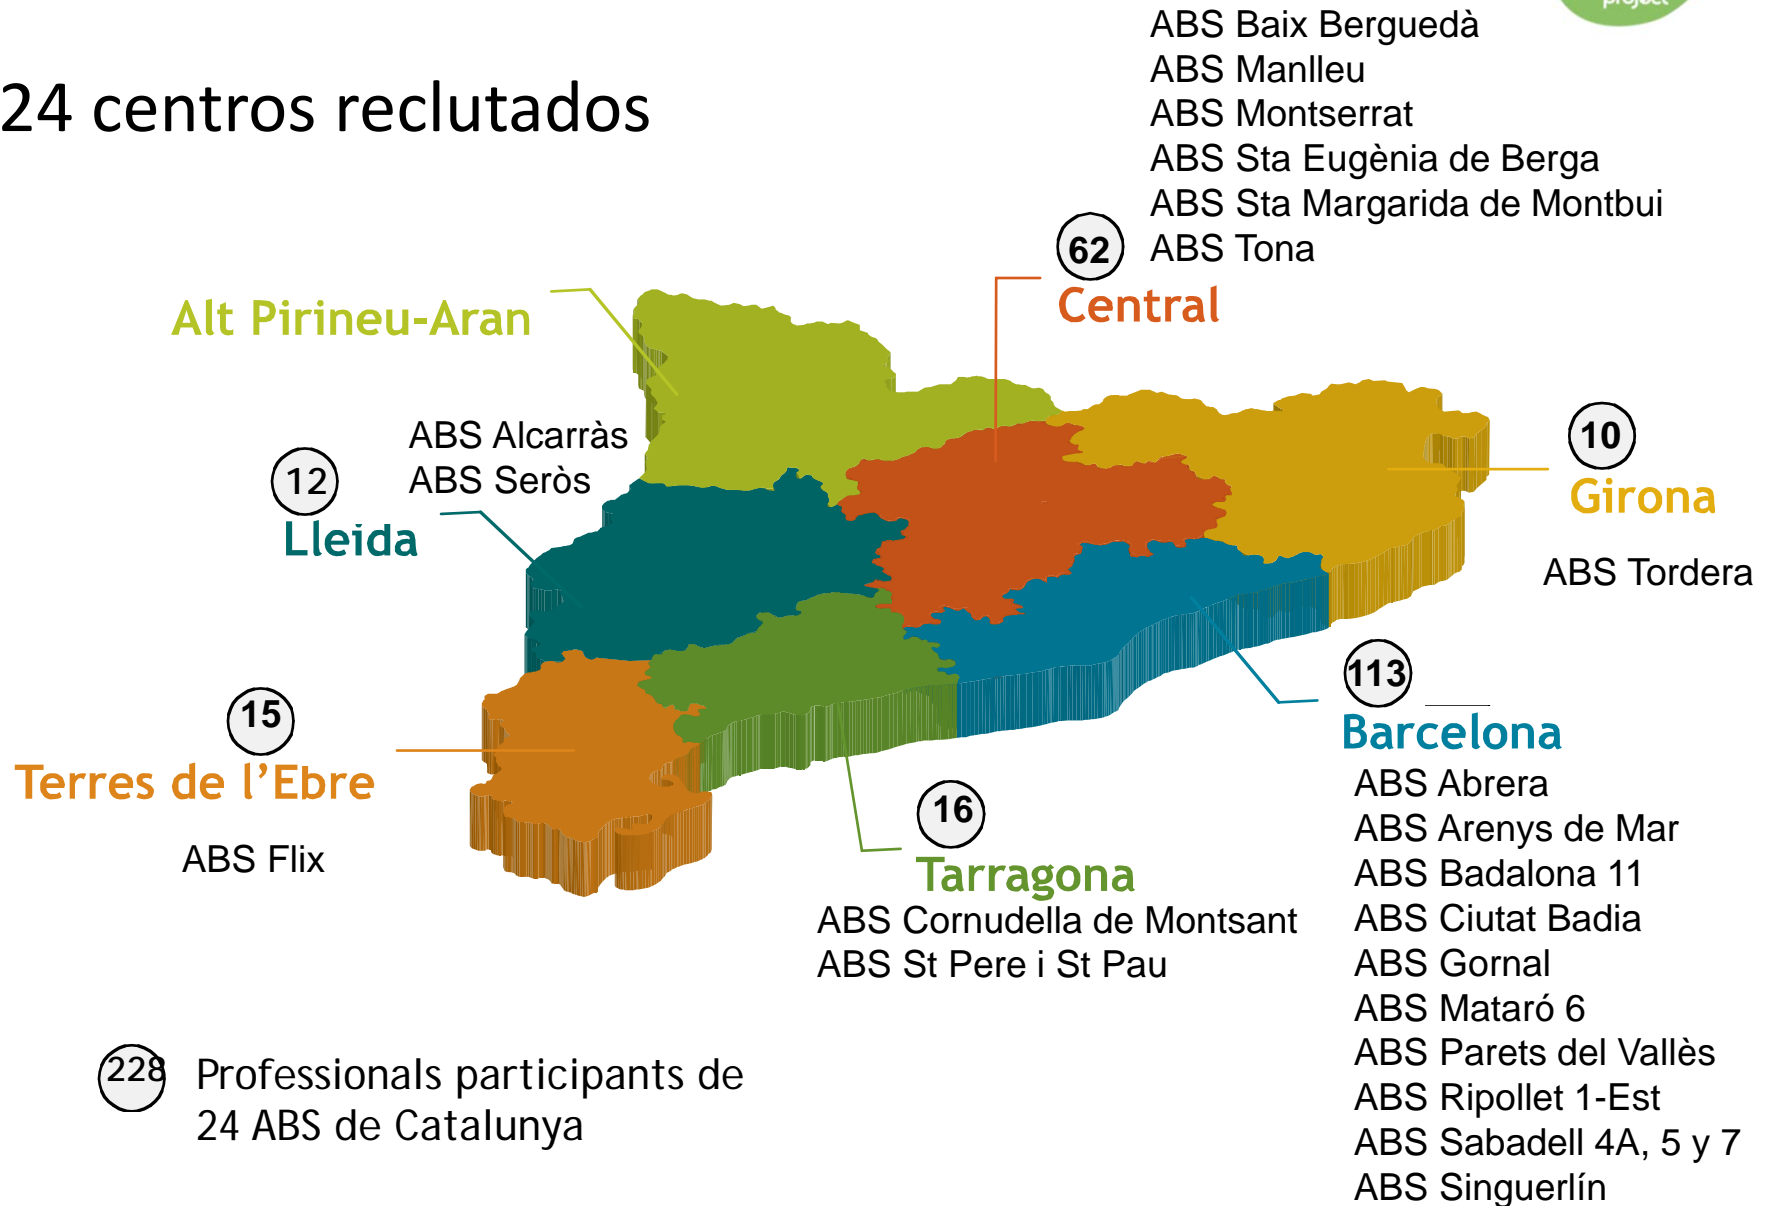 project
ABS Baix Berguedà
ABS Manlleu
ABS Montserrat
ABS Sta Eugènia de Berga
ABS Sta Margarida de Montbui
ABS Tona
24 centros reclutados
62
Central
Alt Pirineu-Aran
ABS Alcarràs
ABS Seròs
12
Lleida
10
Girona
ABS Tordera
15
Terres de l’Ebre
ABS Flix
16
Tarragona
ABS Cornudella de Montsant
ABS St Pere i St Pau
113
Barcelona
ABS Abrera
ABS Arenys de Mar
ABS Badalona 11
ABS Ciutat Badia
ABS Gornal
ABS Mataró 6
ABS Parets del Vallès
ABS Ripollet 1-Est
ABS Sabadell 4A, 5 y 7
ABS Singuerlín
228
Professionals participants de
24 ABS de Catalunya